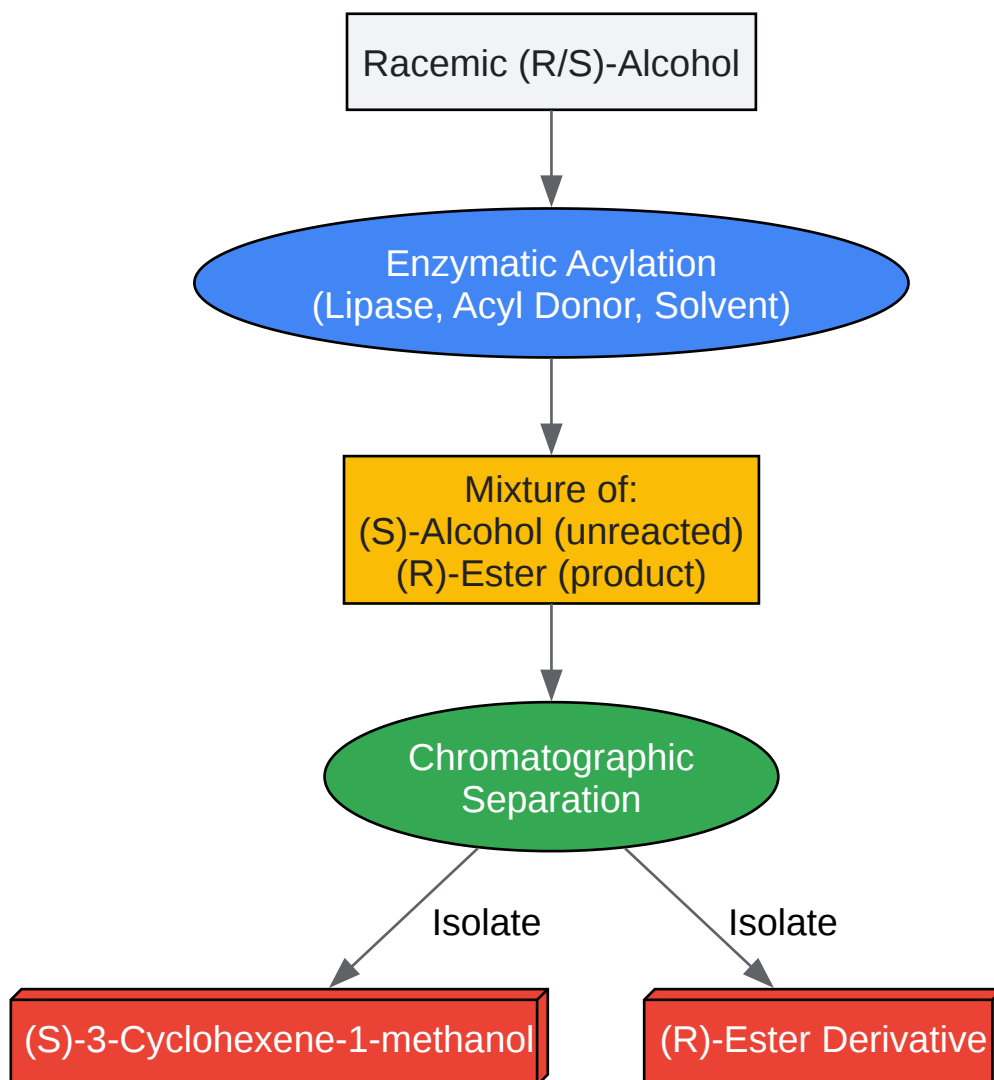 Racemic (R/S)-Alcohol
Enzymatic Acylation
(Lipase, Acyl Donor, Solvent)
Mixture of:
(S)-Alcohol (unreacted)
(R)-Ester (product)
Chromatographic
Separation
Isolate
Isolate
(S)-3-Cyclohexene-1-methanol
(R)-Ester Derivative